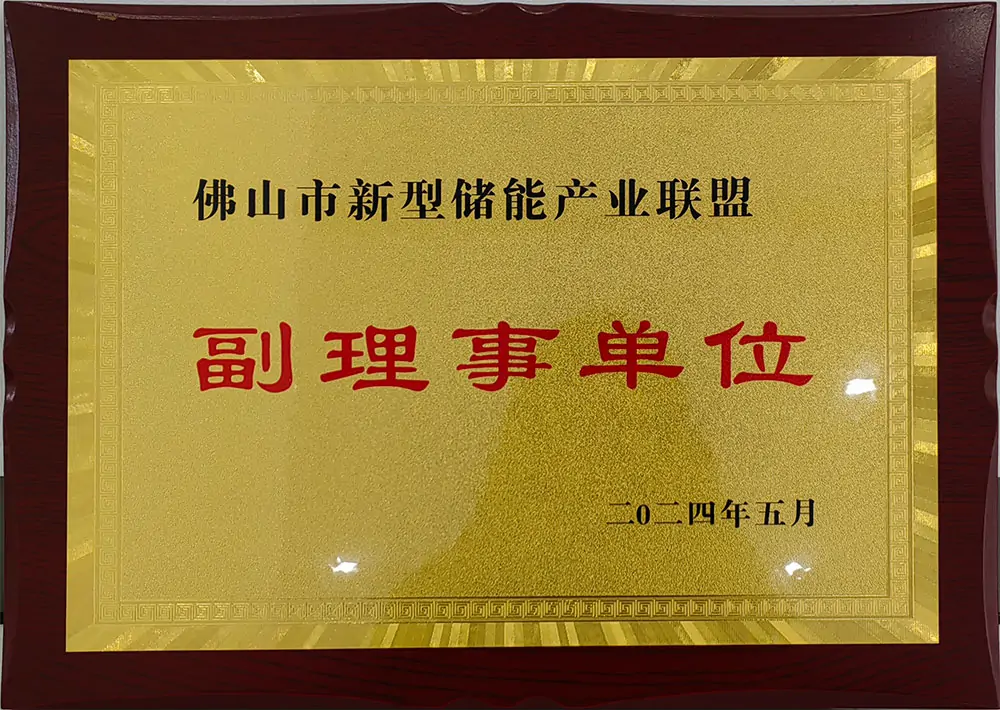 佛山市新型储能产业联盟
副理事单位
二0二四年五月